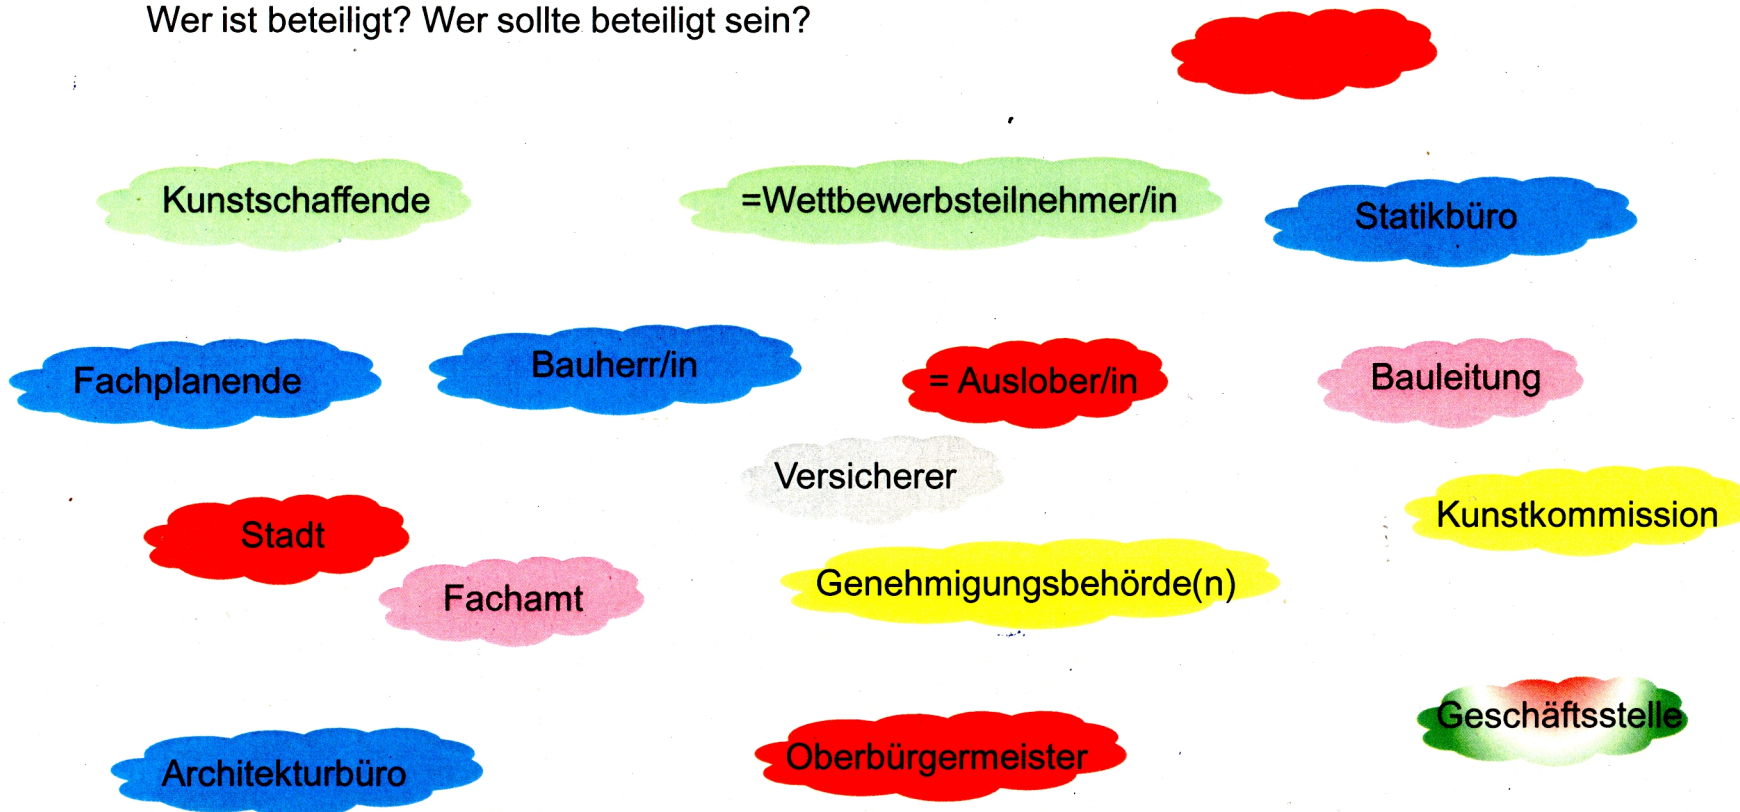 Wer ist beteiligt? Wer sollte beteiligt sein?
Kunstschaffende
=Wettbewerbsteilnehmer/in
Statikbüro
Fachplanende
Bauherr/in
= Auslober/in
Bauleitung
Versicherer
Kunstkommission
Stadt
Fachamt
Genehmigungsbehörde(n)
Geschäftsstelle
Architekturbüro
Oberbürgermeister